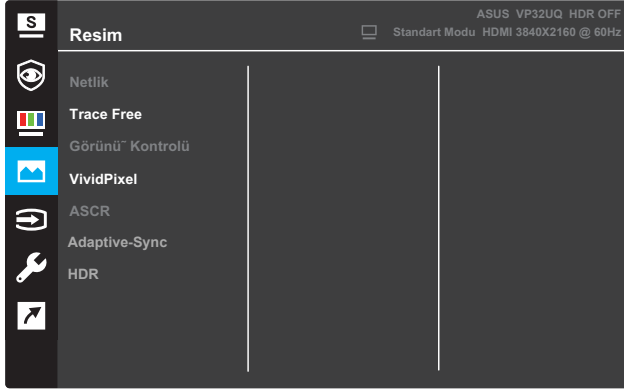 S
ASUS VP32UQ HDR OFF
Resim
Standart Modu HDMI 3840X2160 @ 60Hz
Netlik
Trace Free
Görünü¯ Kontrolü
VividPixel
ASCR
Adaptive-Sync
HDR